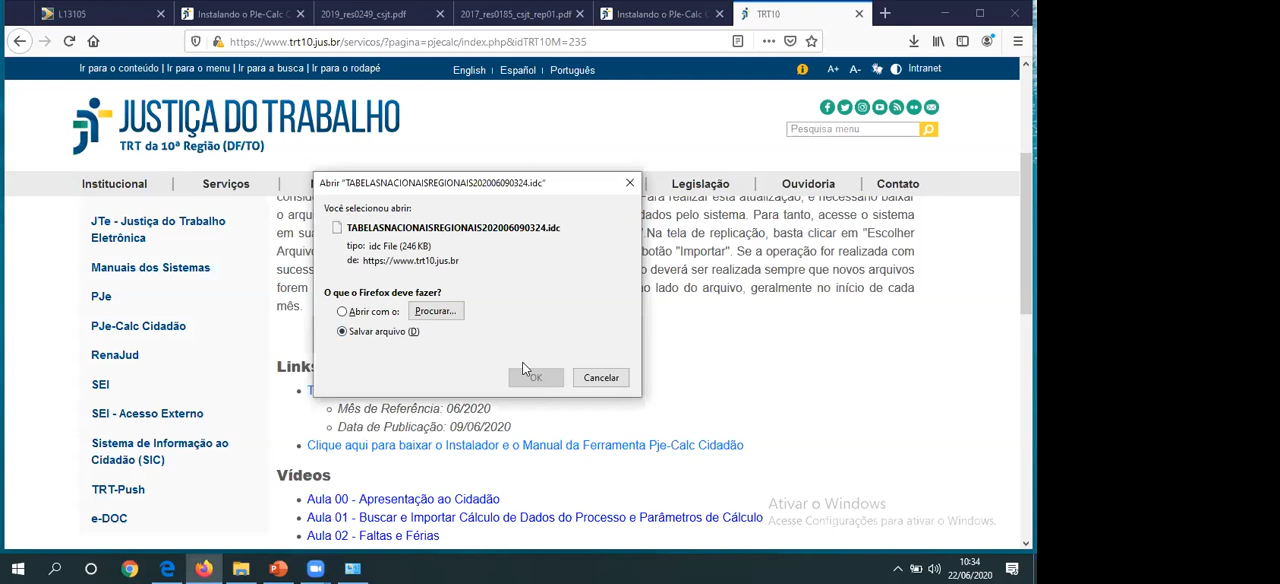 L13105
Instalando o PJe-Calc C
2019_res0249_csjt.pdf
2017_res0185_csjt_rep01.pdf
Instalando o PJe-Calc C
TRT10
https://www.trt10.jus.br/servicos/?pagina=pjecalc/index.php&idTRT10M=235
Ir para o conteúdo | Ir para o menu | Ir para a busca | Ir para o rodapé
English | Español | Português
A+ A- Intranet
JUSTIÇA DO TRABALHO
TRT da 10ª Região (DF/TO)
Pesquisa menu
Institucional | Serviços | Legislação | Ouvidoria | Contato
JTe - Justiça do Trabalho
Eletrônica
Manuais dos Sistemas
PJe
PJe-Calc Cidadão
RenaJud
SEI
SEI - Acesso Externo
Sistema de Informação ao
Cidadão (SIC)
TRT-Push
e-DOC
Para realizar esta atualização, é necessário baixar
o arqu dados pelo sistema. Para tanto, acesse o sistema
em sua ".Na tela de replicação, basta clicar em "Escolher
Arquivo botão "Importar". Se a operação for realizada com
sucess o deverá ser realizada sempre que novos arquivos
forem no lado do arquivo, geralmente no início de cada
mês.
Abrir "TABELASNACIONAISREGIONAIS202006090324.idc"
Você selecionou abrir:
TABELASNACIONAISREGIONAIS202006090324.idc
tipo: idc File (246 KB)
de: https://www.trt10.jus.br
O que o Firefox deve fazer?
Abrir com o: Procurar...
Salvar arquivo (D)
OK Cancelar
Links
T
Mês de Referência: 06/2020
Data de Publicação: 09/06/2020
Clique aqui para baixar o Instalador e o Manual da Ferramenta Pje-Calc Cidadão
Vídeos
Aula 00 - Apresentação ao Cidadão
Aula 01 - Buscar e Importar Cálculo de Dados do Processo e Parâmetros de Cálculo
Aula 02 - Faltas e Férias
Ativar o Windows
Acesse Configurações para ativar o Windows.
10:34
22/06/2020